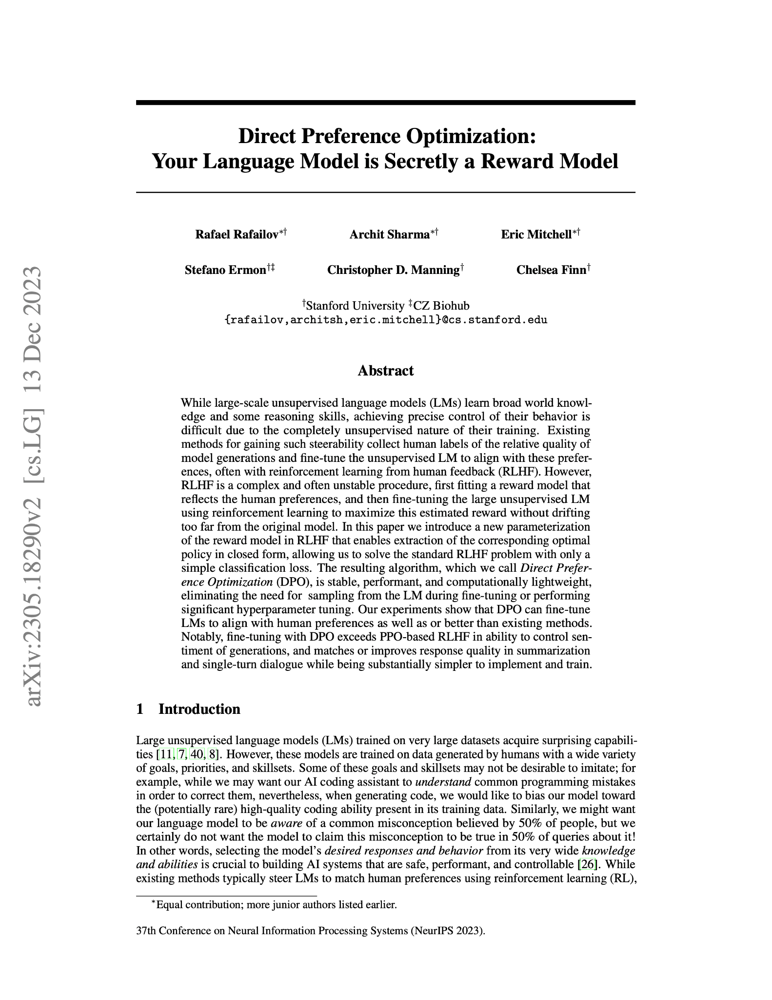 arXiv:2305.18290v2 [cs.LG] 13 Dec 2023
Direct Preference Optimization:
Your Language Model is Secretly a Reward Model
Rafael Rafailov*† Archit Sharma*† Eric Mitchell*†
Stefano Ermon†‡ Christopher D. Manning† Chelsea Finn†
†Stanford University ‡CZ Biohub
{rafailov,architsh,eric.mitchell}@cs.stanford.edu
Abstract
While large-scale unsupervised language models (LMs) learn broad world knowl-
edge and some reasoning skills, achieving precise control of their behavior is
difficult due to the completely unsupervised nature of their training. Existing
methods for gaining such steerability collect human labels of the relative quality of
model generations and fine-tune the unsupervised LM to align with these prefer-
ences, often with reinforcement learning from human feedback (RLHF). However,
RLHF is a complex and often unstable procedure, first fitting a reward model that
reflects the human preferences, and then fine-tuning the large unsupervised LM
using reinforcement learning to maximize this estimated reward without drifting
too far from the original model. In this paper we introduce a new parameterization
of the reward model in RLHF that enables extraction of the corresponding optimal
policy in closed form, allowing us to solve the standard RLHF problem with only a
simple classification loss. The resulting algorithm, which we call Direct Prefer-
ence Optimization (DPO), is stable, performant, and computationally lightweight,
eliminating the need for sampling from the LM during fine-tuning or performing
significant hyperparameter tuning. Our experiments show that DPO can fine-tune
LMs to align with human preferences as well as or better than existing methods.
Notably, fine-tuning with DPO exceeds PPO-based RLHF in ability to control sen-
timent of generations, and matches or improves response quality in summarization
and single-turn dialogue while being substantially simpler to implement and train.
1 Introduction
Large unsupervised language models (LMs) trained on very large datasets acquire surprising capabili-
ties [11, 7, 40, 8]. However, these models are trained on data generated by humans with a wide variety
of goals, priorities, and skillsets. Some of these goals and skillsets may not be desirable to imitate; for
example, while we may want our AI coding assistant to understand common programming mistakes
in order to correct them, nevertheless, when generating code, we would like to bias our model toward
the (potentially rare) high-quality coding ability present in its training data. Similarly, we might want
our language model to be aware of a common misconception believed by 50% of people, but we
certainly do not want the model to claim this misconception to be true in 50% of queries about it!
In other words, selecting the model's desired responses and behavior from its very wide knowledge
and abilities is crucial to building AI systems that are safe, performant, and controllable [26]. While
existing methods typically steer LMs to match human preferences using reinforcement learning (RL),
*Equal contribution; more junior authors listed earlier.
37th Conference on Neural Information Processing Systems (NeurIPS 2023).